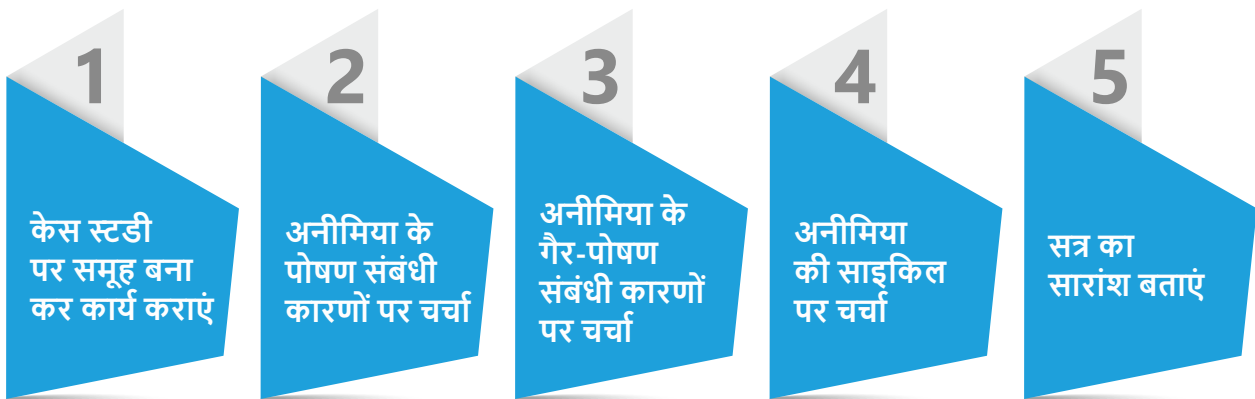 1
केस स्टडी
पर समूह बना
कर कार्य कराएं
2
अनीमिया के
पोषण संबंधी
कारणों पर चर्चा
3
अनीमिया के
गैर-पोषण
संबंधी कारणों
पर चर्चा
4
अनीमिया
की साइकिल
पर चर्चा
5
सत्र का
सारांश बताएं